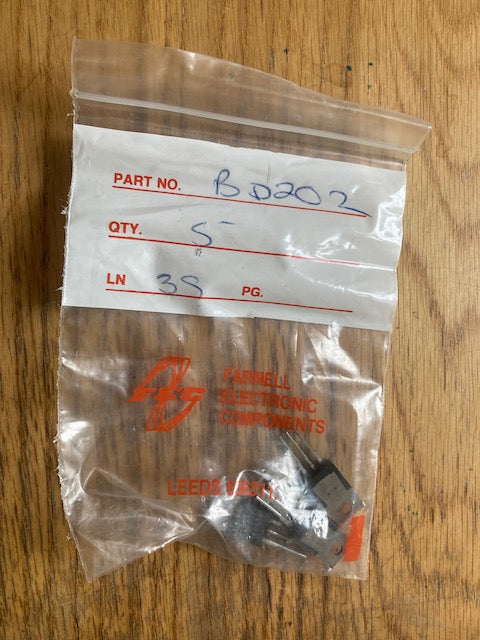 PART NO. BD202
QTY. 5
LN 35 PG.
FARNELL
ELECTRONIC
COMPONENTS
LEEDS